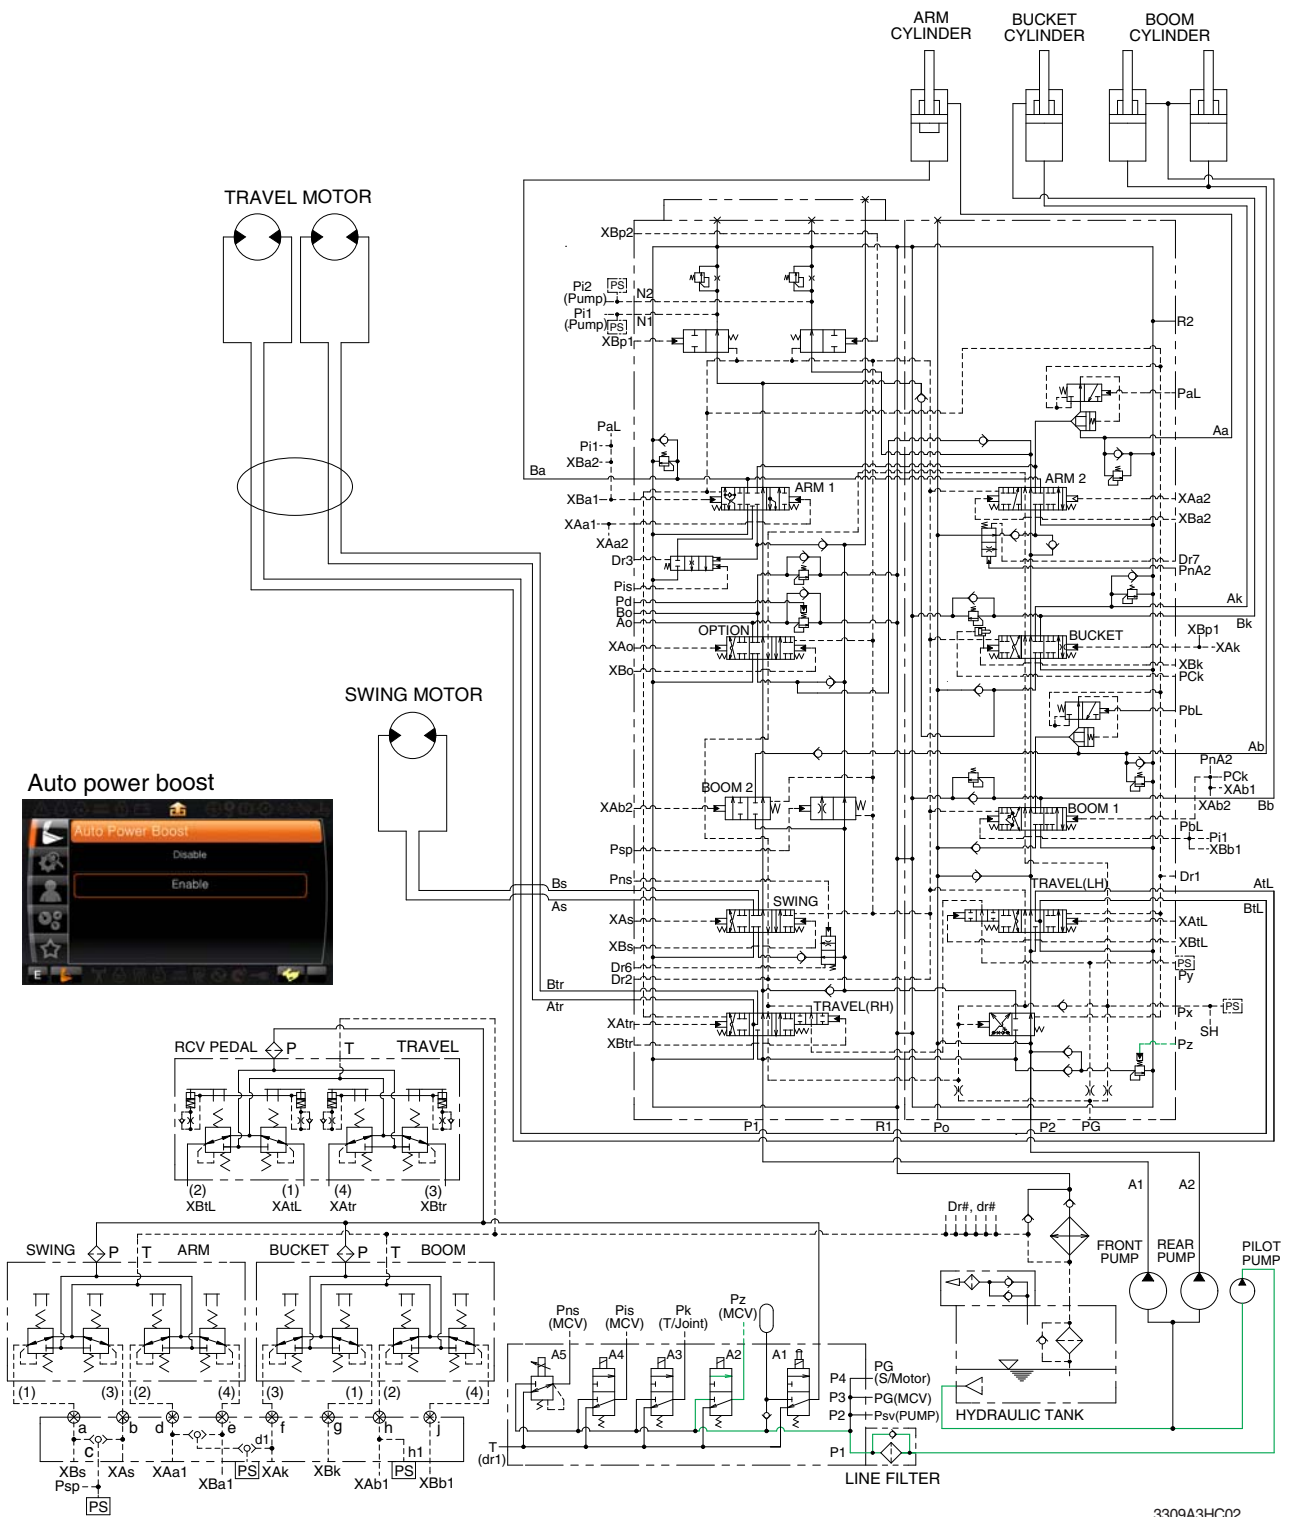 ARM
CYLINDER
BUCKET
CYLINDER
BOOM
CYLINDER
TRAVEL MOTOR
XBp2
Pi2
(Pump)
PS
N2
Pi1
(Pump)
PS
N1
XBp1
R2
PaL
Aa
PaL
Pi1
XBa2
Ba
XBa1
ARM 1
ARM 2
XAa2
XBa2
XAa1
XAa2
Dr3
Dr7
PnA2
Pis
Pd
Bo
Ao
Ak
Bk
OPTION
BUCKET
XBp1
XAk
XAo
XBo
XBk
PCk
SWING MOTOR
PbL
Ab
PnA2
PCk
XAb1
XAb2
Bb
BOOM 2
XAb2
BOOM 1
PbL
Pi1
XBb1
Psp
Auto power boost
Auto Power Boost
Disable
Enable
E
Pns
Dr1
TRAVEL(LH)
AtL
BtL
Bs
As
SWING
XAs
XBs
XAtL
XBtL
PS
Py
Dr6
Dr2
Btr
Atr
TRAVEL(RH)
XAtr
XBtr
Px
PS
SH
Pz
P1
R1
Po
P2
PG
RCV PEDAL
P
T
TRAVEL
(2)
XBtL
(1)
XAtL
(4)
XAtr
(3)
XBtr
A1
A2
Dr#, dr#
FRONT
PUMP
REAR
PUMP
PILOT
PUMP
SWING
P
T
ARM
BUCKET
P
T
BOOM
HYDRAULIC TANK
Pns
(MCV)
Pis
(MCV)
Pk
(T/Joint)
Pz
(MCV)
A5
A4
A3
A2
A1
P4
PG
(S/Motor)
P3
PG(MCV)
P2
Psv(PUMP)
P1
T
(dr1)
LINE FILTER
(1)
(3)
(2)
(4)
(3)
(1)
(2)
(4)
a
b
c
d
e
f
d1
g
h
h1
j
XBs
XAs
XAa1
XBa1
PS
XAk
XBk
XAb1
PS
XBb1
Psp
PS
3309A3HC02